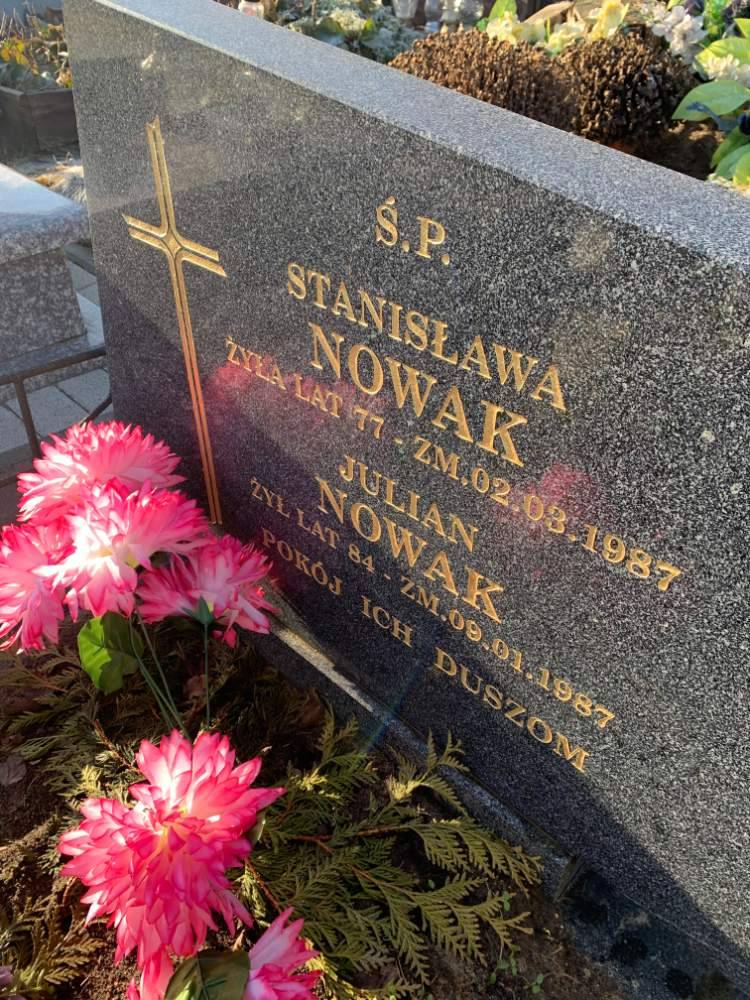 Ś.P.
STANISŁAWA
NOWAK
ŻYŁA LAT 77 - ZM.02.03.1987
JULIAN
NOWAK
ŻYŁ LAT 84 - ZM.09.01.1987
POKÓJ ICH DUSZOM